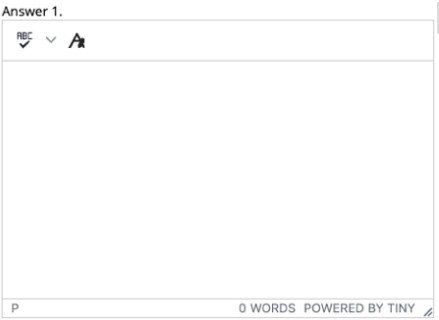 Answer 1.
ABC
P 0 WORDS POWERED BY TINY